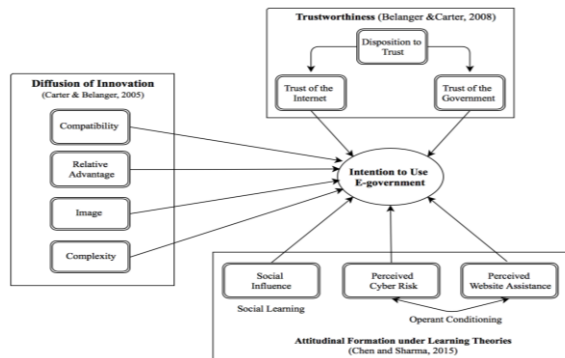 Trustworthiness (Belanger &Carter, 2008)
Disposition to
Trust
Trust of the
Internet
Trust of the
Government
Diffusion of Innovation
(Carter & Belanger, 2005)
Compatibility
Relative
Advantage
Image
Complexity
Intention to Use
E-government
Social
Influence
Perceived
Cyber Risk
Perceived
Website Assistance
Social Learning
Operant Conditioning
Attitudinal Formation under Learning Theories
(Chen and Sharma, 2015)